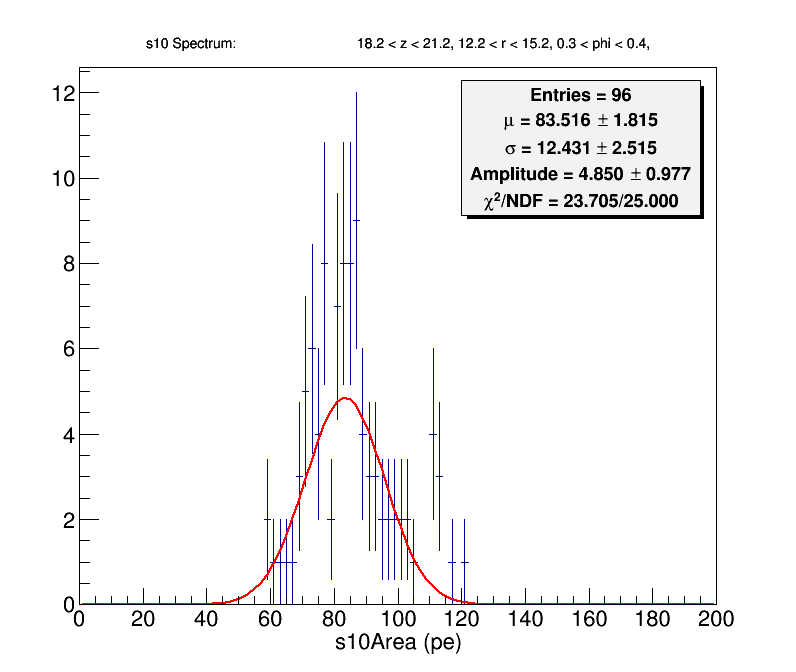 s10 Spectrum: 18.2 < z < 21.2, 12.2 < r < 15.2, 0.3 < phi < 0.4,
Entries = 96
μ = 83.516 ± 1.815
σ = 12.431 ± 2.515
Amplitude = 4.850 ± 0.977
χ²/NDF = 23.705/25.000
12
10
8
6
4
2
0
0 20 40 60 80 100 120 140 160 180 200
s10Area (pe)